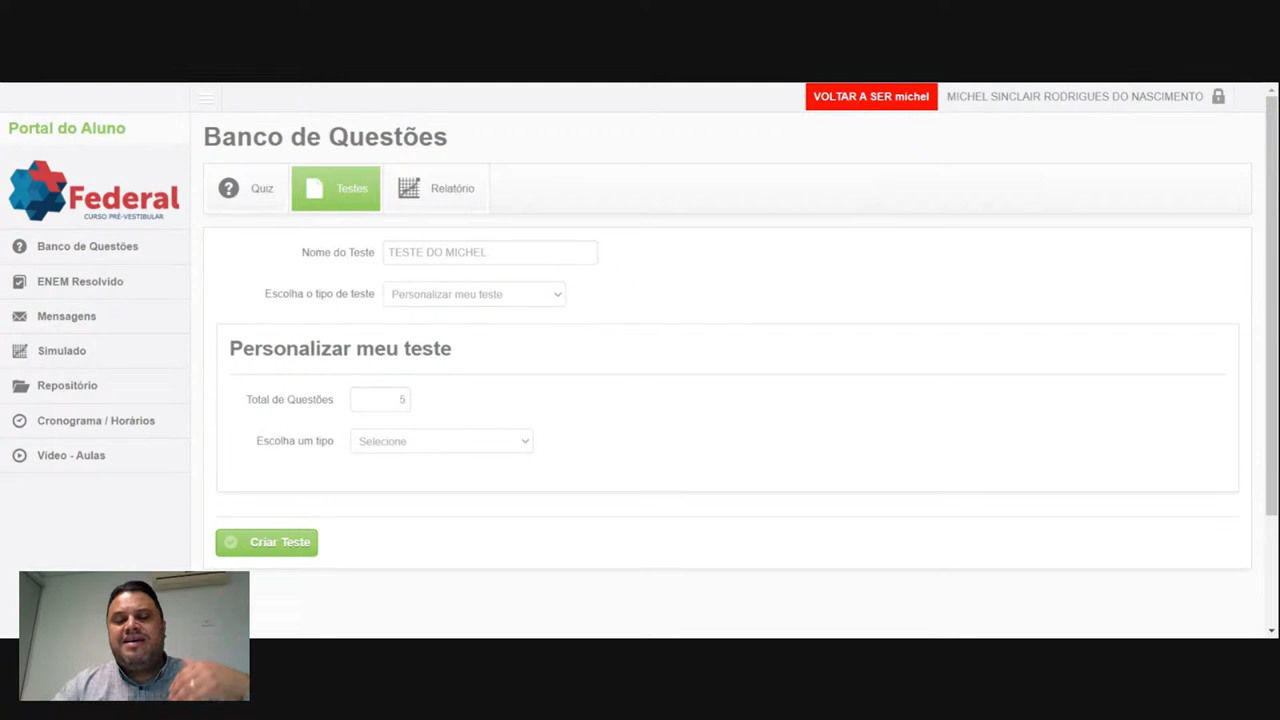 VOLTAR A SER michel
MICHEL SINCLAIR RODRIGUES DO NASCIMENTO
Portal do Aluno
Federal
CURSO PRÉ-VESTIBULAR
Banco de Questões
ENEM Resolvido
Mensagens
Simulado
Repositório
Cronograma / Horários
Video - Aulas
Banco de Questões
Quiz
Testes
Relatório
Nome do Teste
TESTE DO MICHEL
Escolha o tipo de teste
Personalizar meu teste
Personalizar meu teste
Total de Questões
5
Escolha um tipo
Selecione
Criar Teste